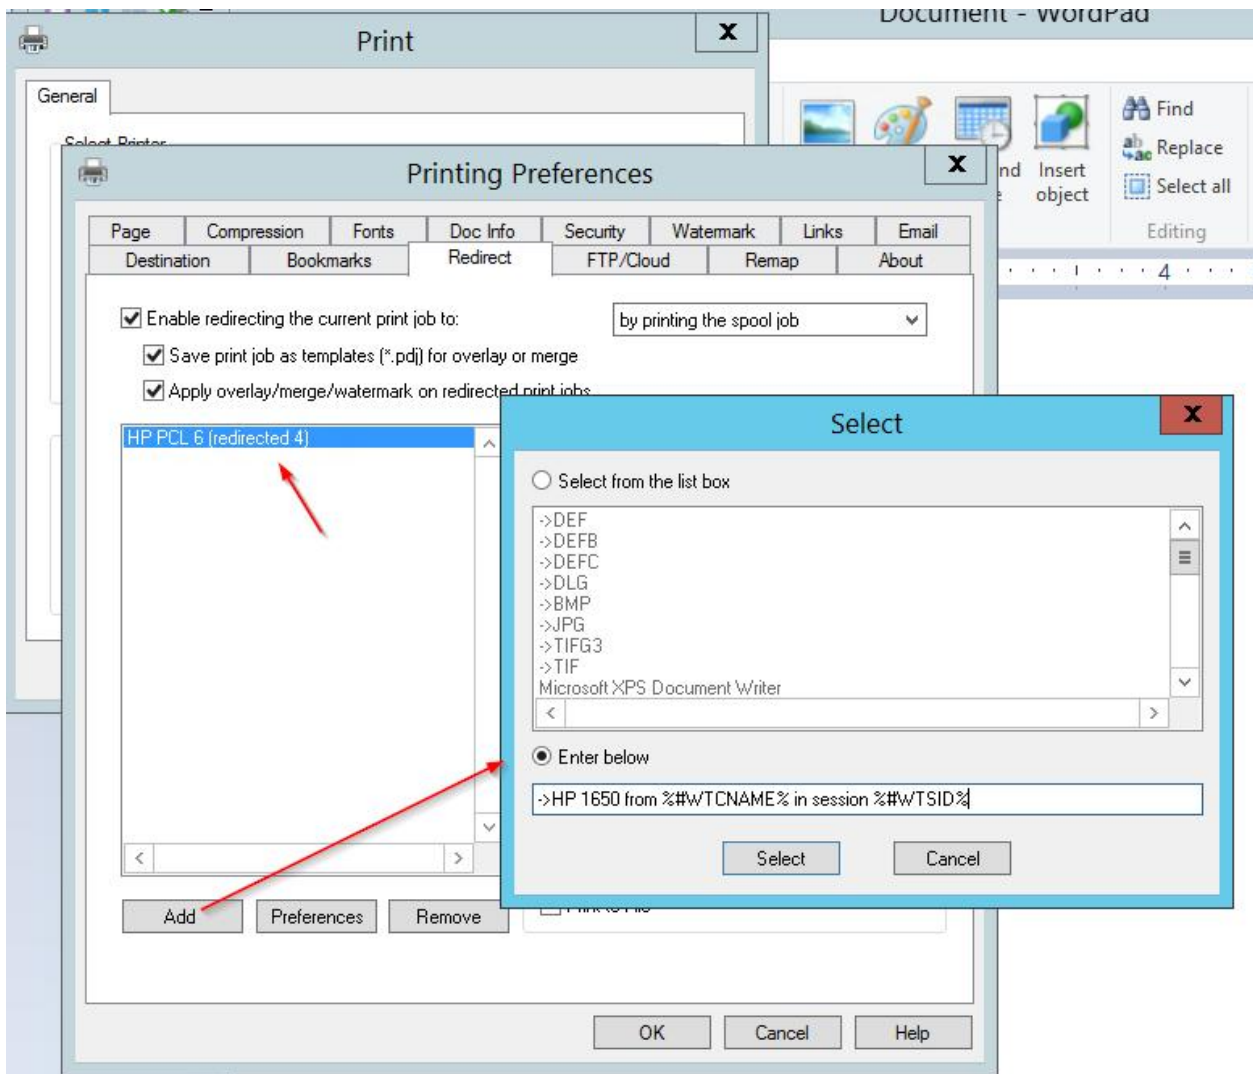 Document - WordPad
Print
General
Select Printer
Find
Replace
Insert
object
Select all
Editing
4
Printing Preferences
Page
Compression
Fonts
Doc Info
Security
Watermark
Links
Email
Destination
Bookmarks
Redirect
FTP/Cloud
Remap
About
Enable redirecting the current print job to:
by printing the spool job
Save print job as templates (*.pdj) for overlay or merge
Apply overlay/merge/watermark on redirected print jobs
HP PCL 6 (redirected 4)
Select
Select from the list box
->DEF
->DEFB
->DEFC
->DLG
->BMP
->JPG
->TIFG3
->TIF
Microsoft XPS Document Writer
Enter below
->HP 1650 from %#WTCNAME% in session %#WTSID%
Select
Cancel
Add
Preferences
Remove
OK
Cancel
Help